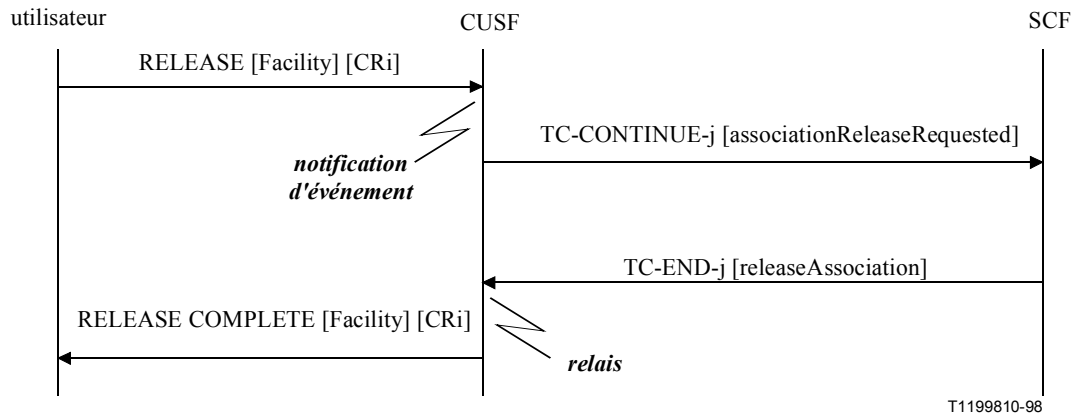 utilisateur
CUSF
SCF
RELEASE [Facility] [CRi]
TC-CONTINUE-j [associationReleaseRequested]
notification
d'événement
TC-END-j [releaseAssociation]
RELEASE COMPLETE [Facility] [CRi]
relais
T1199810-98